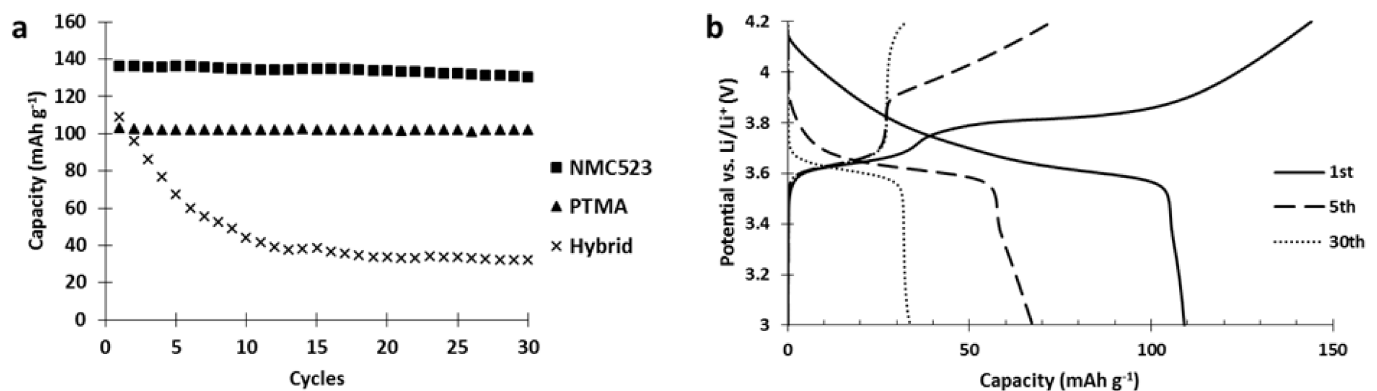 a
Capacity (mAh g⁻¹)
160
140
120
100
80
60
40
20
0
0 5 10 15 20 25 30
Cycles
NMC523
PTMA
Hybrid
b
Potential vs. Li/Li⁺ (V)
4.2
4
3.8
3.6
3.4
3.2
3
0 50 100 150
Capacity (mAh g⁻¹)
1st
5th
30th